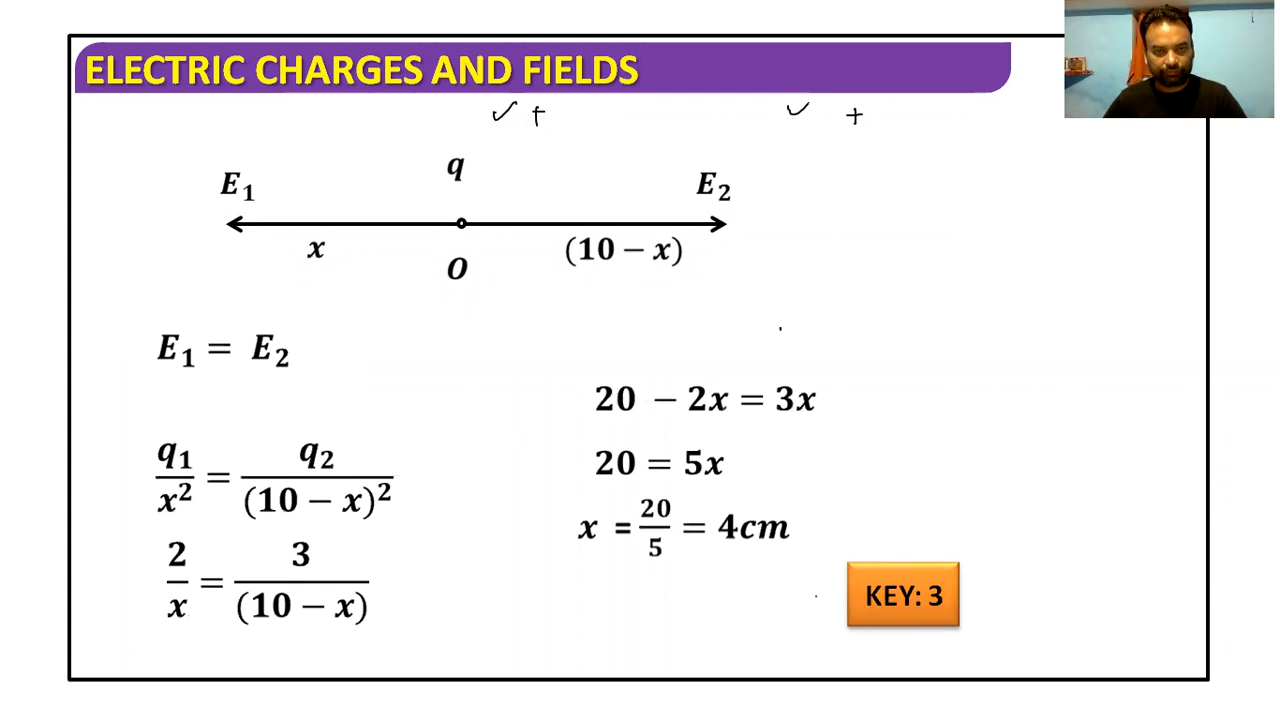 ELECTRIC CHARGES AND FIELDS
✓ + ✓ +
q
E₁ E₂
x (10 − x)
O
E₁ = E₂
q₁/x² = q₂/(10 − x)²
2/x = 3/(10 − x)
20 − 2x = 3x
20 = 5x
x = 20/5 = 4cm
KEY: 3